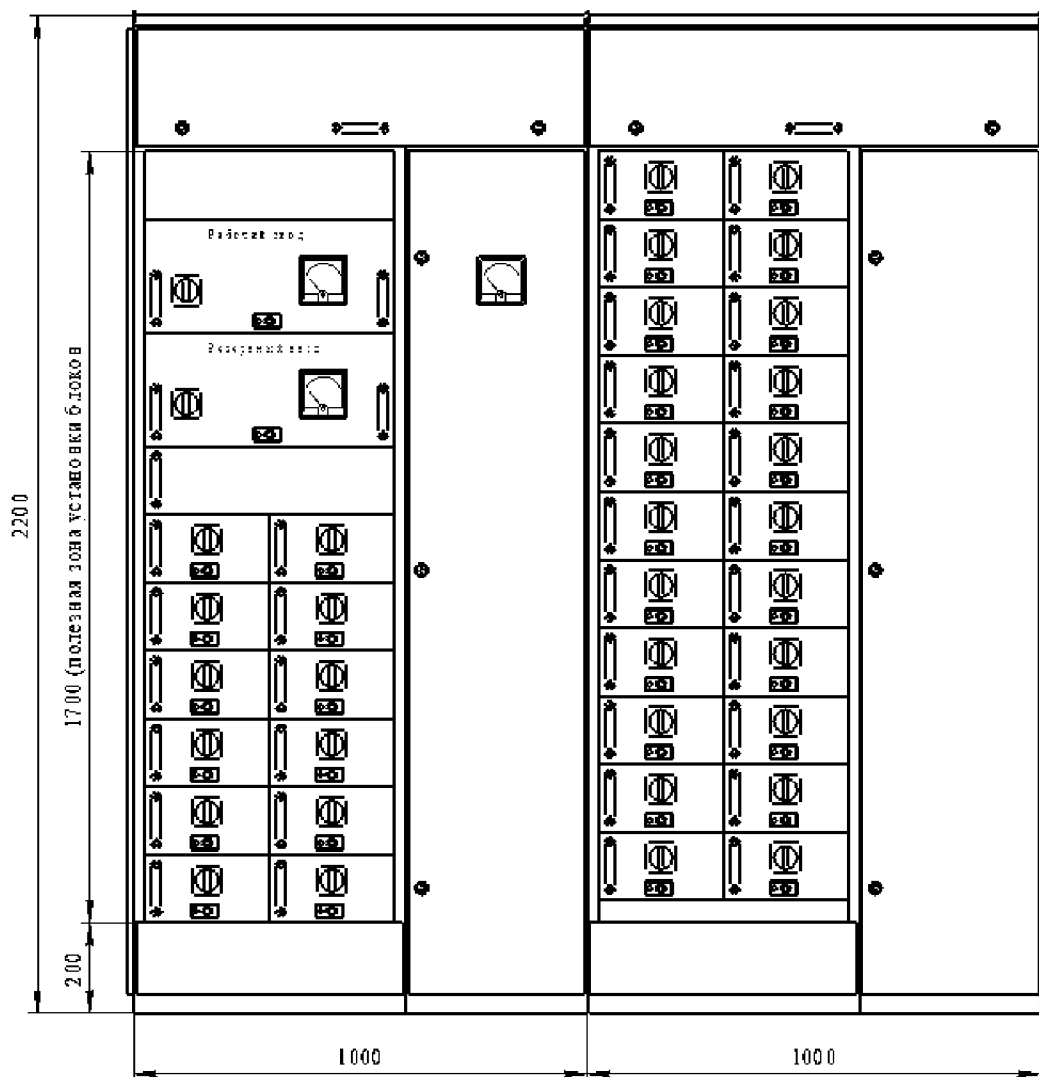 Рабочий ввод
Резервный ввод
2200
1700 (полезная зона установки блоков
200
1000
1000